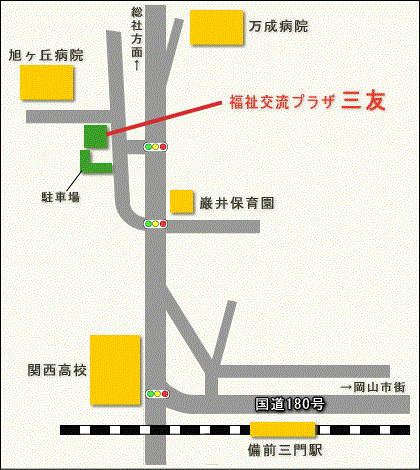 総社方面→
万成病院
旭ヶ丘病院
福祉交流プラザ 三友
駐車場
巌井保育園
関西高校
→岡山市街
国道180号
備前三門駅